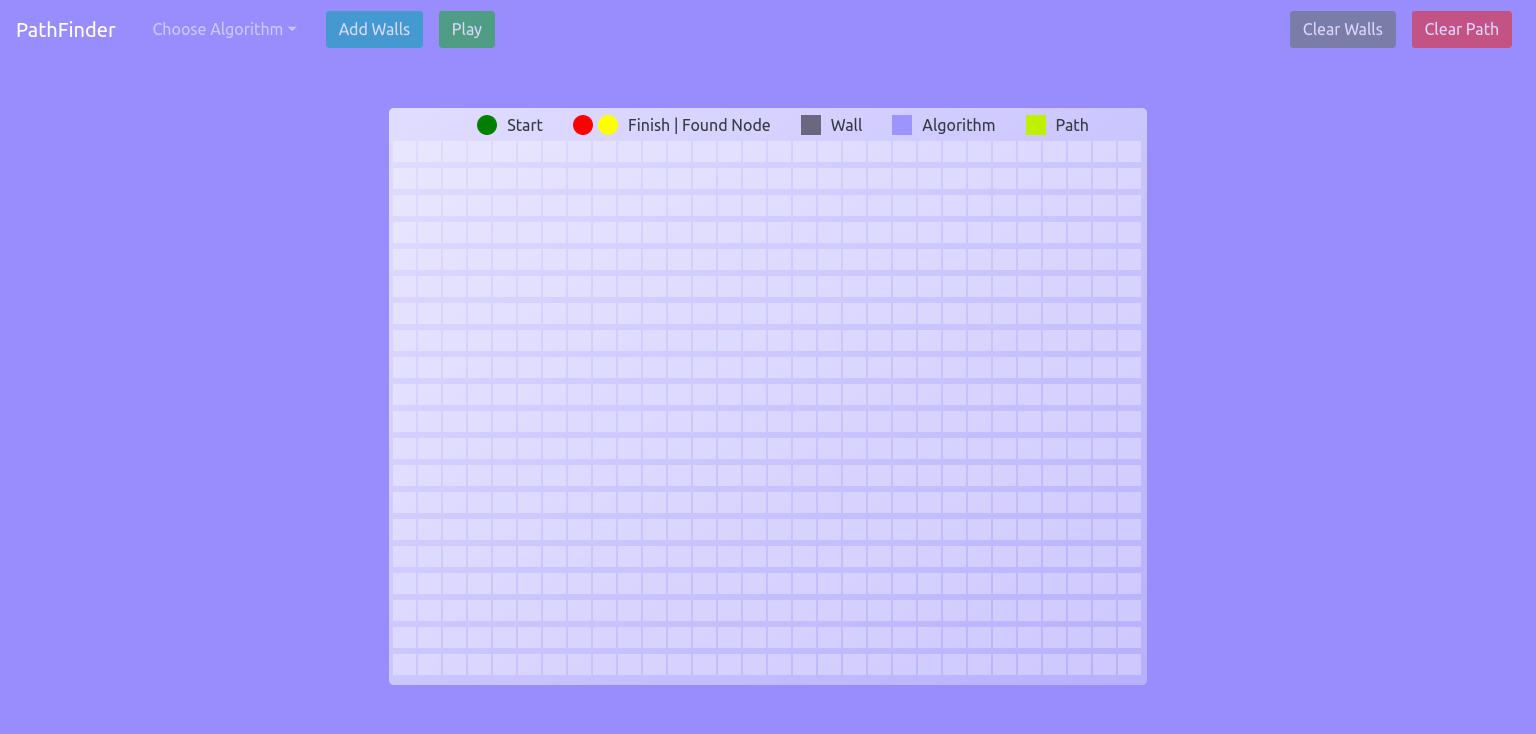 PathFinder Choose Algorithm Add Walls Play Clear Walls Clear Path
Start Finish | Found Node Wall Algorithm Path